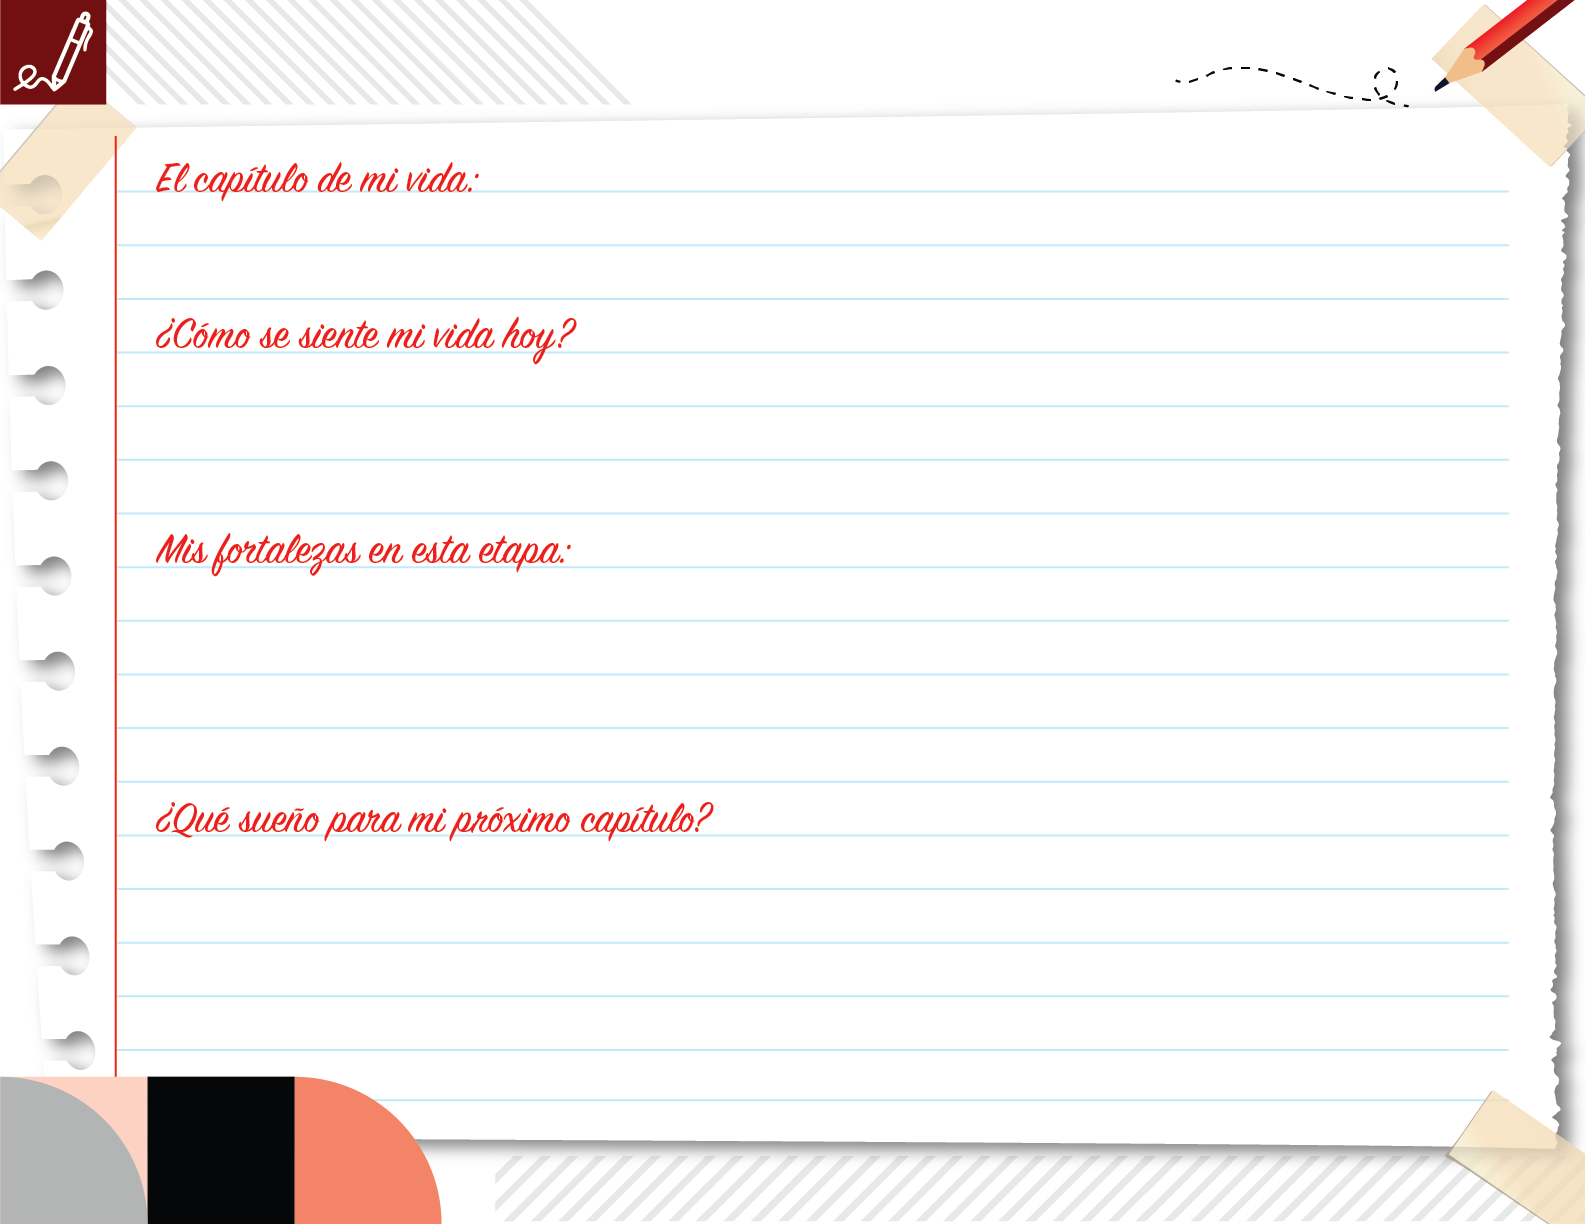 El capítulo de mi vida:
¿Cómo se siente mi vida hoy?
Mis fortalezas en esta etapa:
¿Qué sueño para mi próximo capítulo?